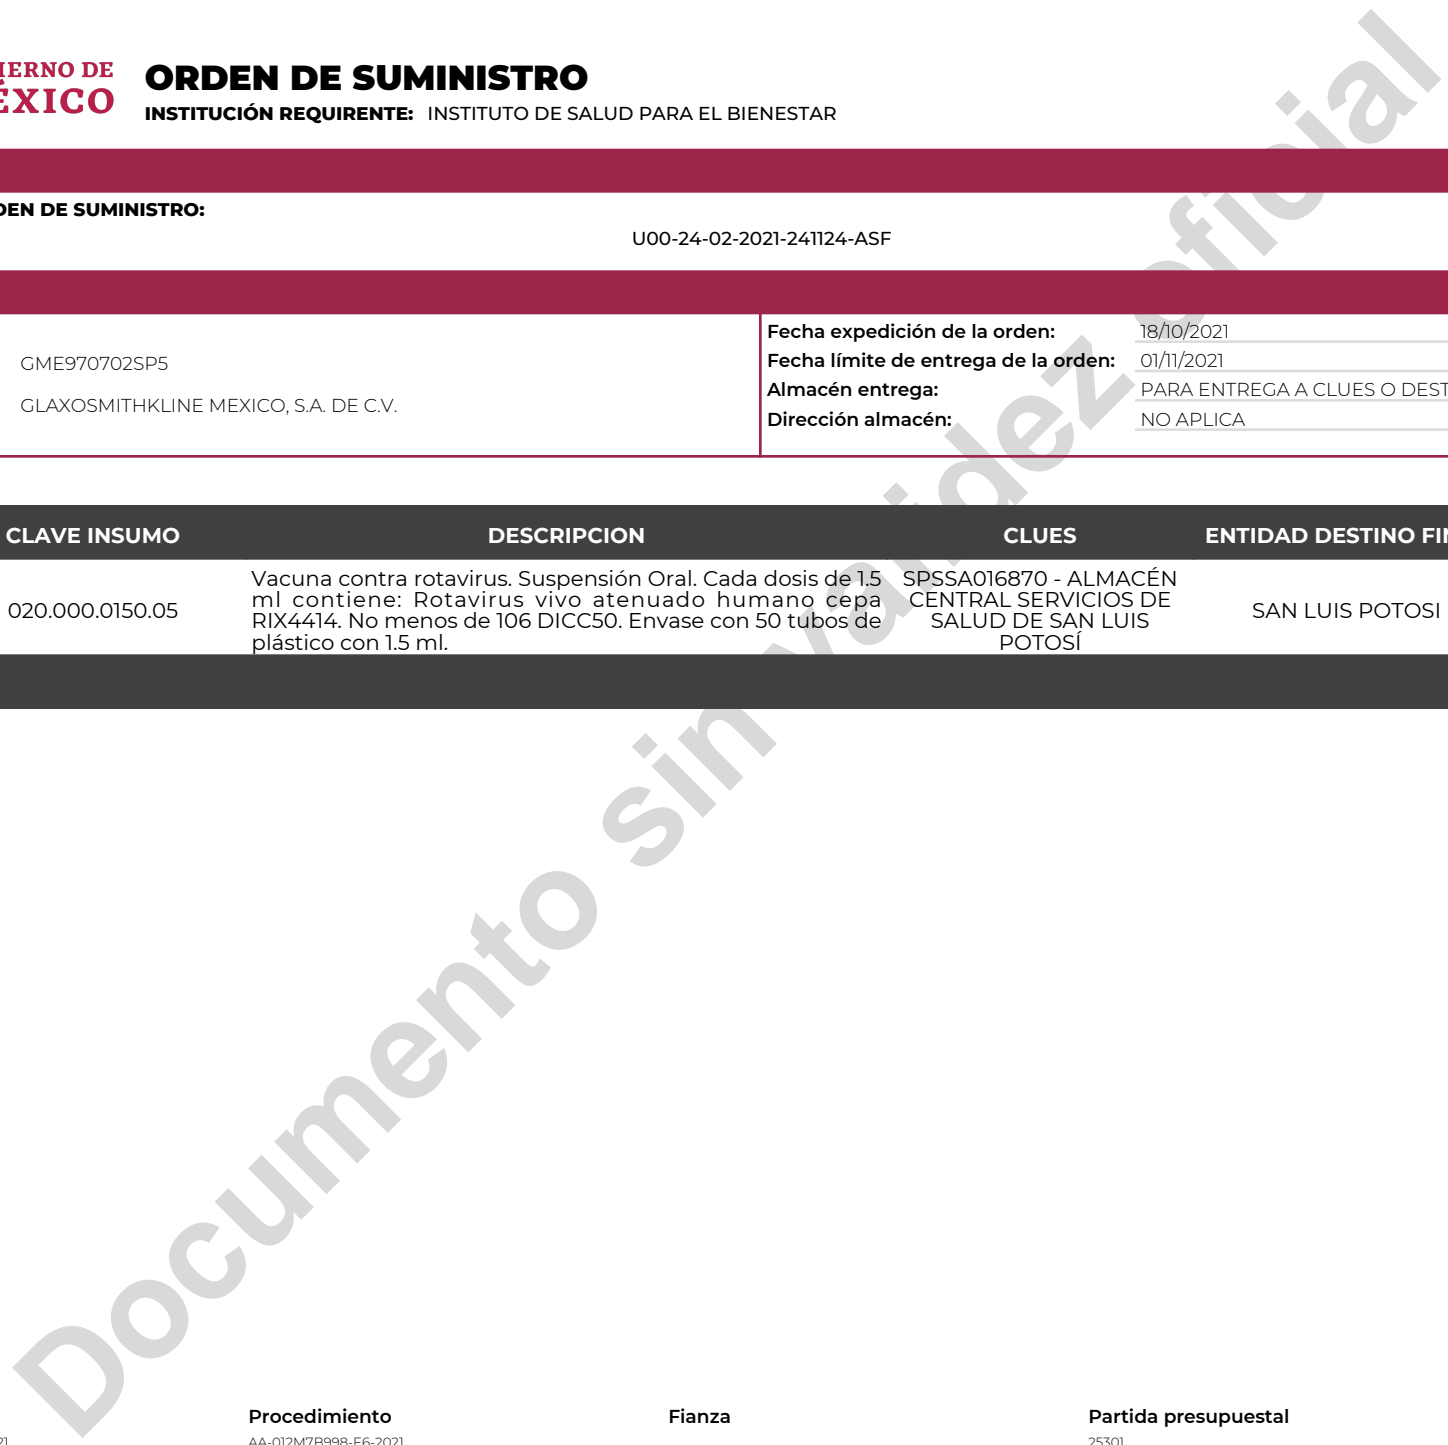 ORDEN DE SUMINISTRO
INSTITUCIÓN REQUIRENTE: INSTITUTO DE SALUD PARA EL BIENESTAR
DE SUMINISTRO:
U00-24-02-2021-241124-ASF
GME970702SP5
GLAXOSMITHKLINE MEXICO, S.A. DE C.V.
Fecha expedición de la orden: 18/10/2021
Fecha límite de entrega de la orden: 01/11/2021
Almacén entrega: PARA ENTREGA A CLUES O
Dirección almacén: NO APLICA
CLAVE INSUMO DESCRIPCION CLUES ENTIDAD DESTINO
020.000.0150.05
Vacuna contra rotavirus. Suspensión Oral. Cada dosis de 1.5
ml contiene: Rotavirus vivo atenuado humano cepa
RIX4414. No menos de 106 DICC50. Envase con 50 tubos de
plástico con 1.5 ml.
SPSSA016870 - ALMACÉN
CENTRAL SERVICIOS DE
SALUD DE SAN LUIS
POTOSÍ
SAN LUIS POTOSI
Documento sin validez oficial
Procedimiento Fianza Partida presupuestal
AA-012M7B998-E6-2021 25301